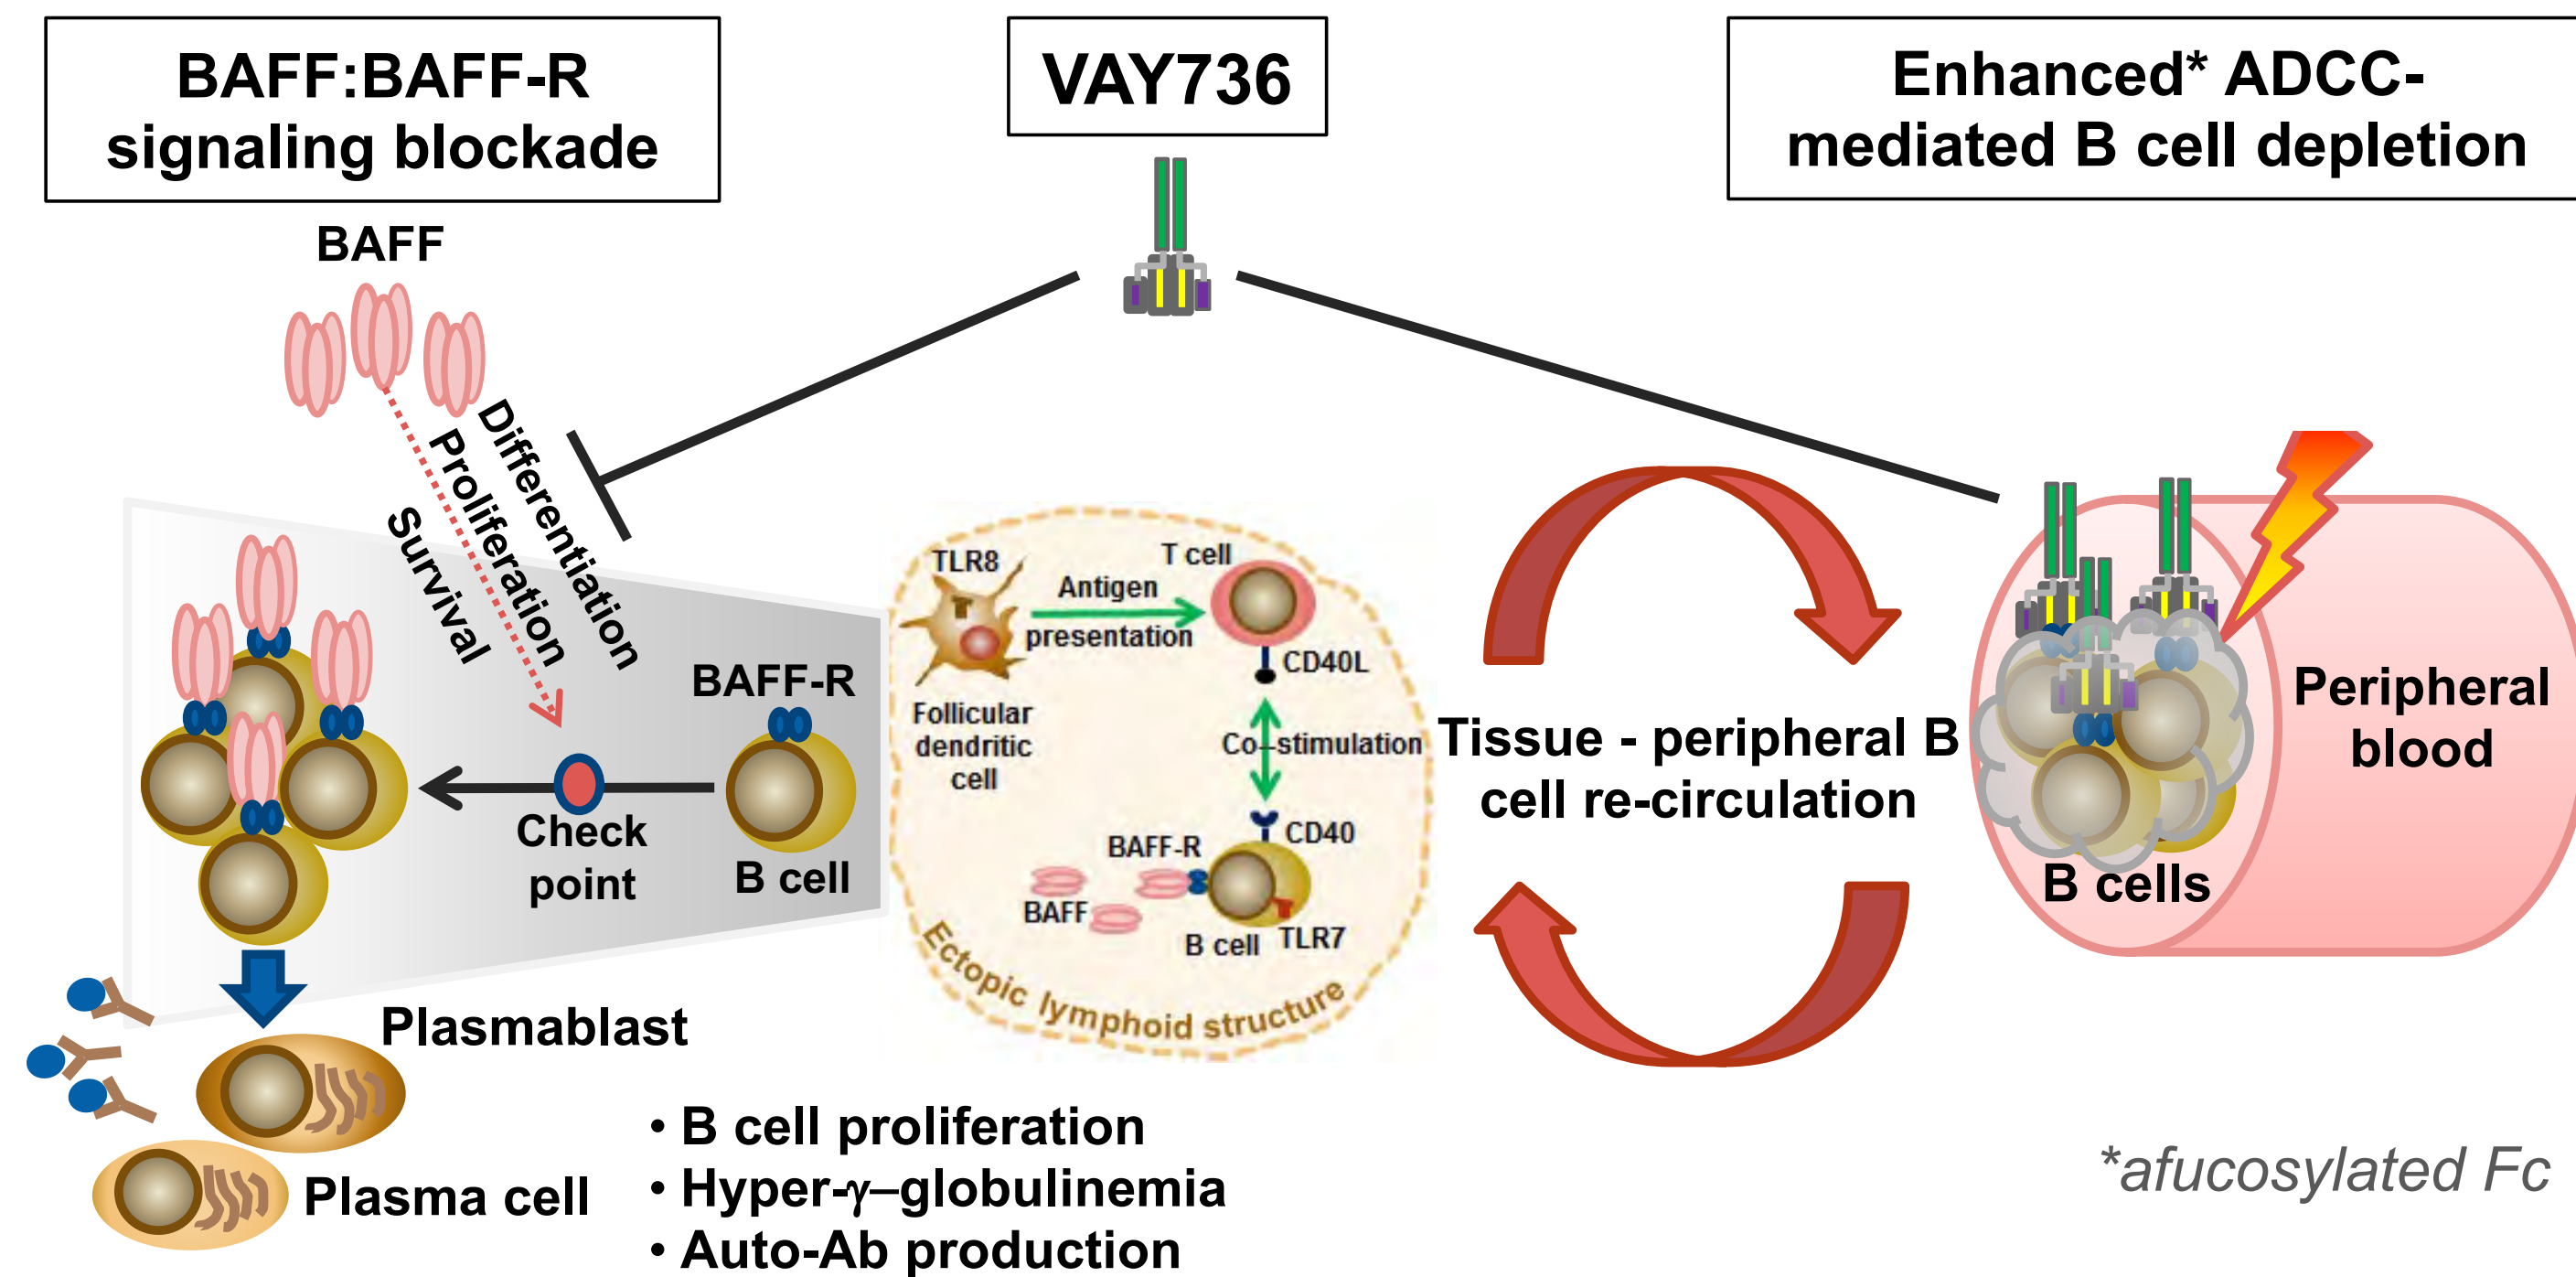 BAFF:BAFF-R
signaling blockade
VAY736
Enhanced* ADCC-
mediated B cell depletion
BAFF
Differentiation
Proliferation
Survival
BAFF-R
Check
point
B cell
TLR8
T cell
Antigen
presentation
CD40L
Follicular
dendritic
cell
Co–stimulation
CD40
BAFF-R
BAFF
B cell
TLR7
Ectopic lymphoid structure
Tissue - peripheral B
cell re-circulation
Peripheral
blood
B cells
Plasmablast
Plasma cell
• B cell proliferation
• Hyper-γ–globulinemia
• Auto-Ab production
*afucosylated Fc